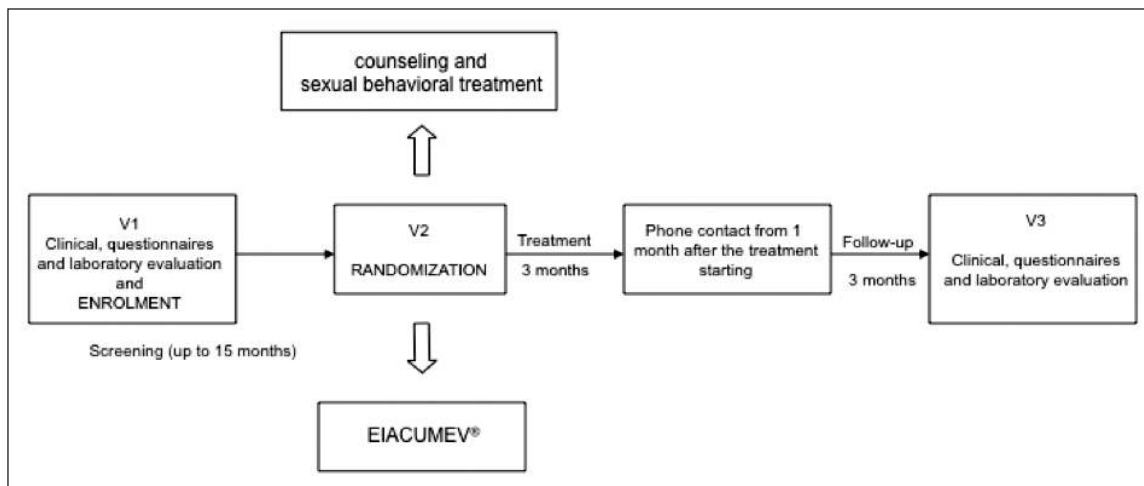 counseling and
sexual behavioral treatment
V1
Clinical, questionnaires
and laboratory evaluation
and
ENROLMENT
Screening (up to 15 months)
V2
RANDOMIZATION
Treatment
3 months
Phone contact from 1
month after the treatment
starting
Follow-up
3 months
V3
Clinical, questionnaires
and laboratory evaluation
EIACUMEV®